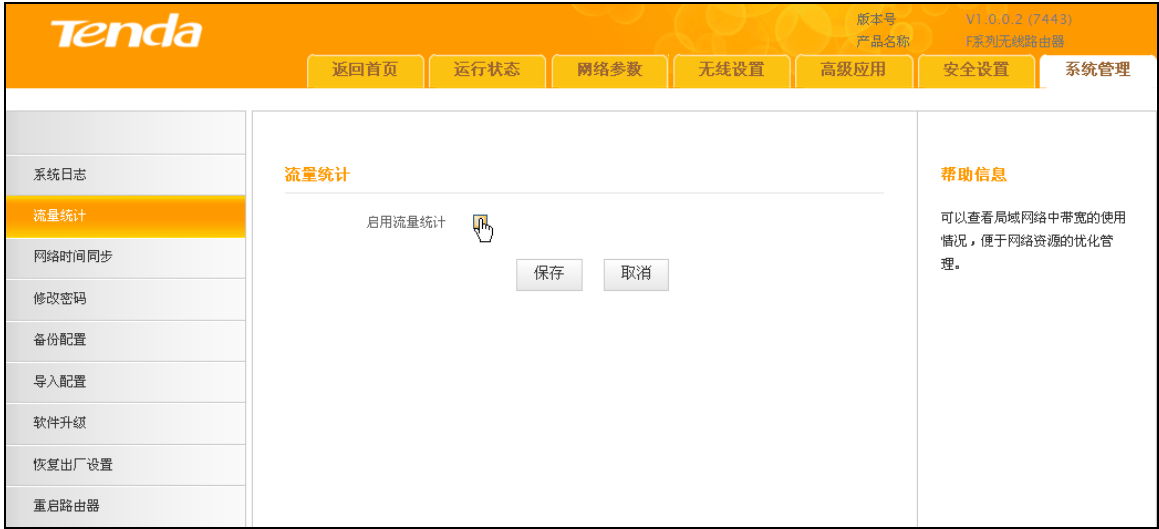 Tenda
版本号 V1.0.0.2 (7443)
产品名称 F系列无线路由器
返回首页 运行状态 网络参数 无线设置 高级应用 安全设置 系统管理
系统日志
流量统计
网络时间同步
修改密码
备份配置
导入配置
软件升级
恢复出厂设置
重启路由器
流量统计
启用流量统计
保存 取消
帮助信息
可以查看局域网络中带宽的使用
情况，便于网络资源的优化管
理。